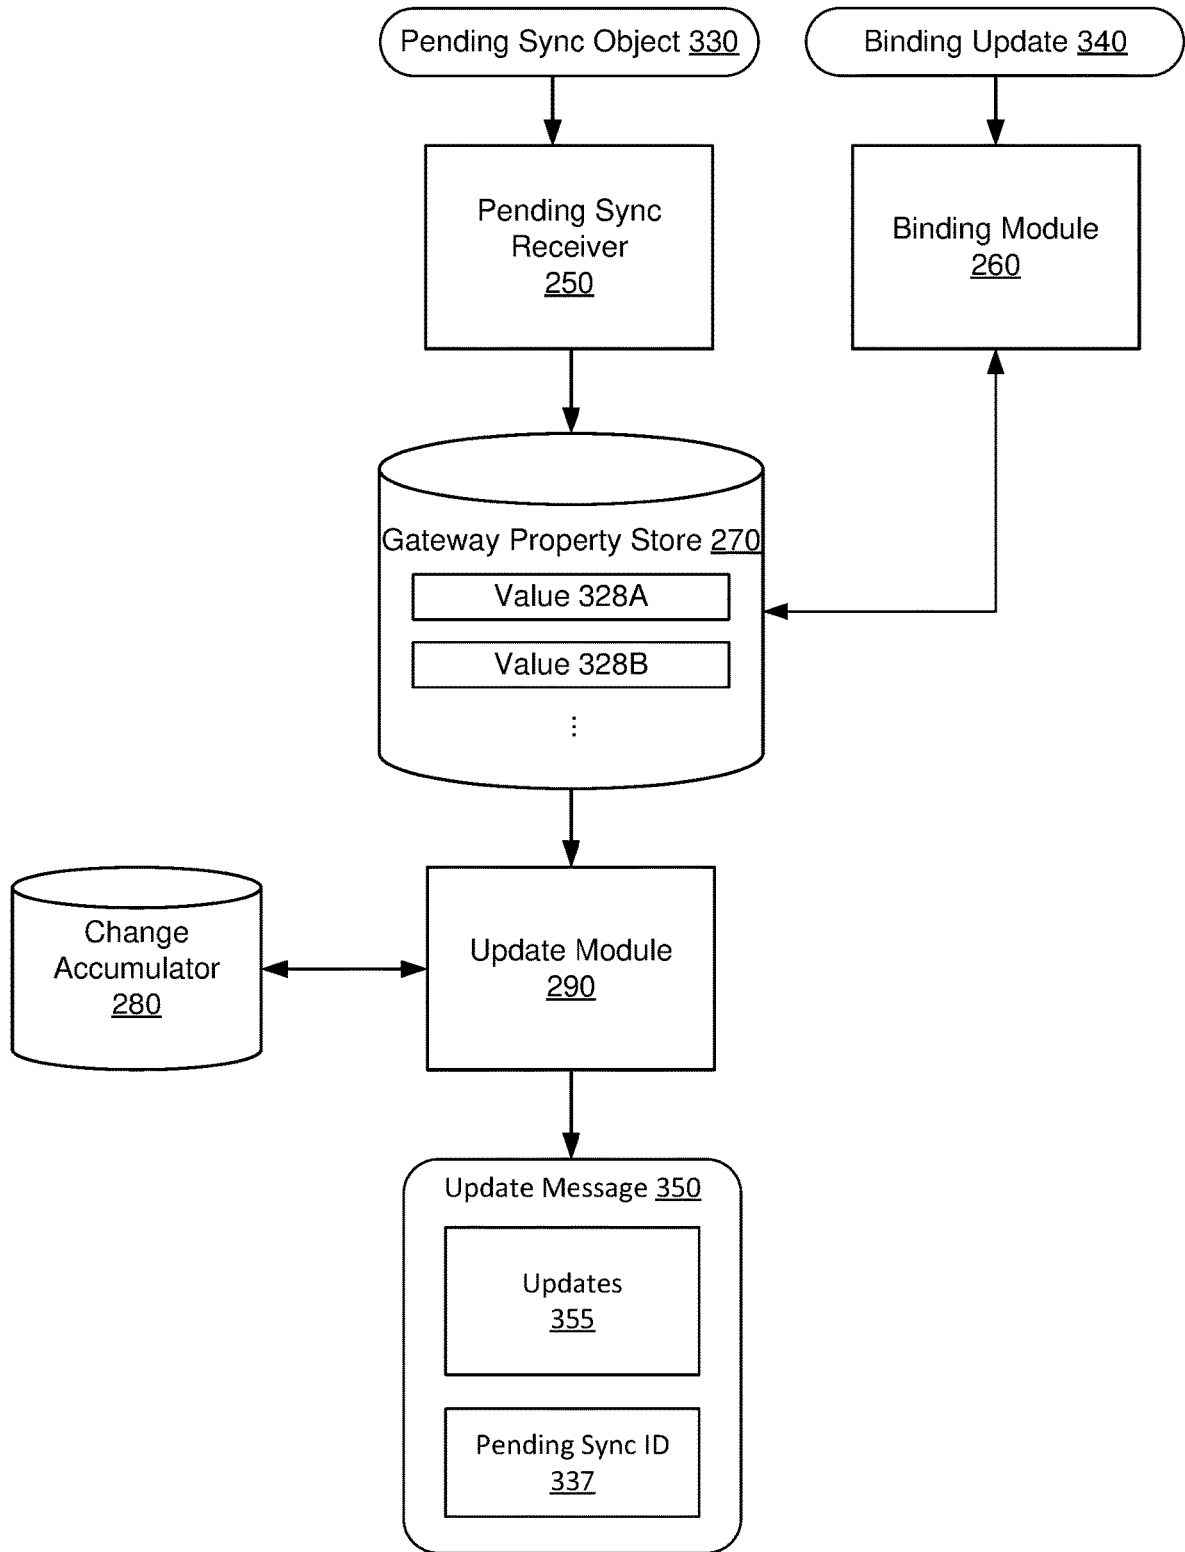 Pending Sync Object 330
Binding Update 340
Pending Sync
Receiver
250
Binding Module
260
Gateway Property Store 270
Value 328A
Value 328B
⋮
Change
Accumulator
280
Update Module
290
Update Message 350
Updates
355
Pending Sync ID
337